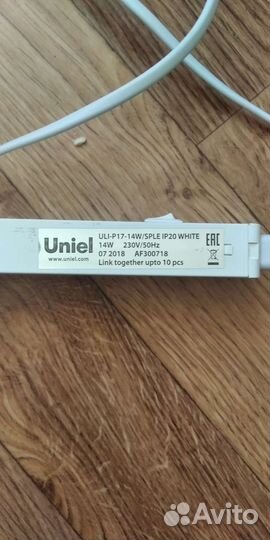 Uniel
www.uniel.com
ULI-P17-14W/SPLE IP20 WHITE
14W 230V/50Hz
07 2018 AF300718
Link together upto 10 pcs
EAC
Avito